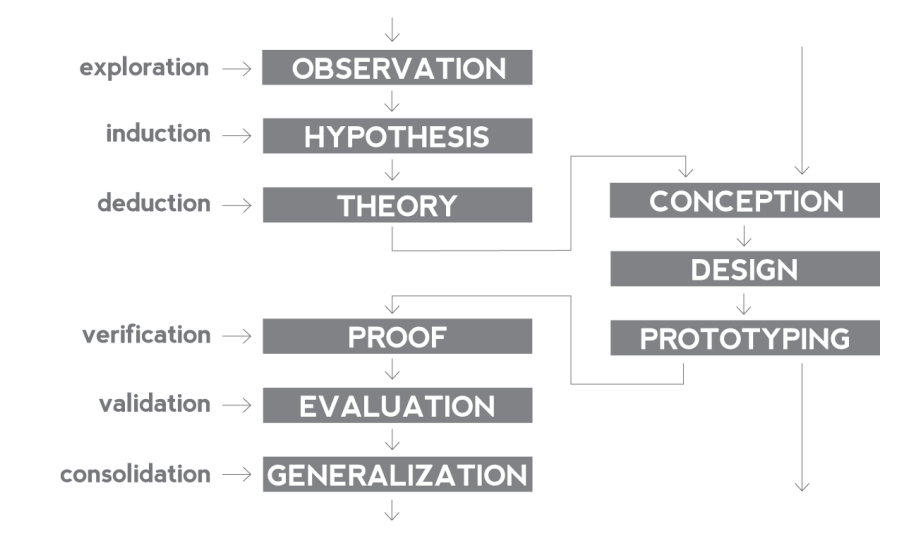 exploration
OBSERVATION
induction
HYPOTHESIS
deduction
THEORY
CONCEPTION
DESIGN
PROTOTYPING
verification
PROOF
validation
EVALUATION
consolidation
GENERALIZATION